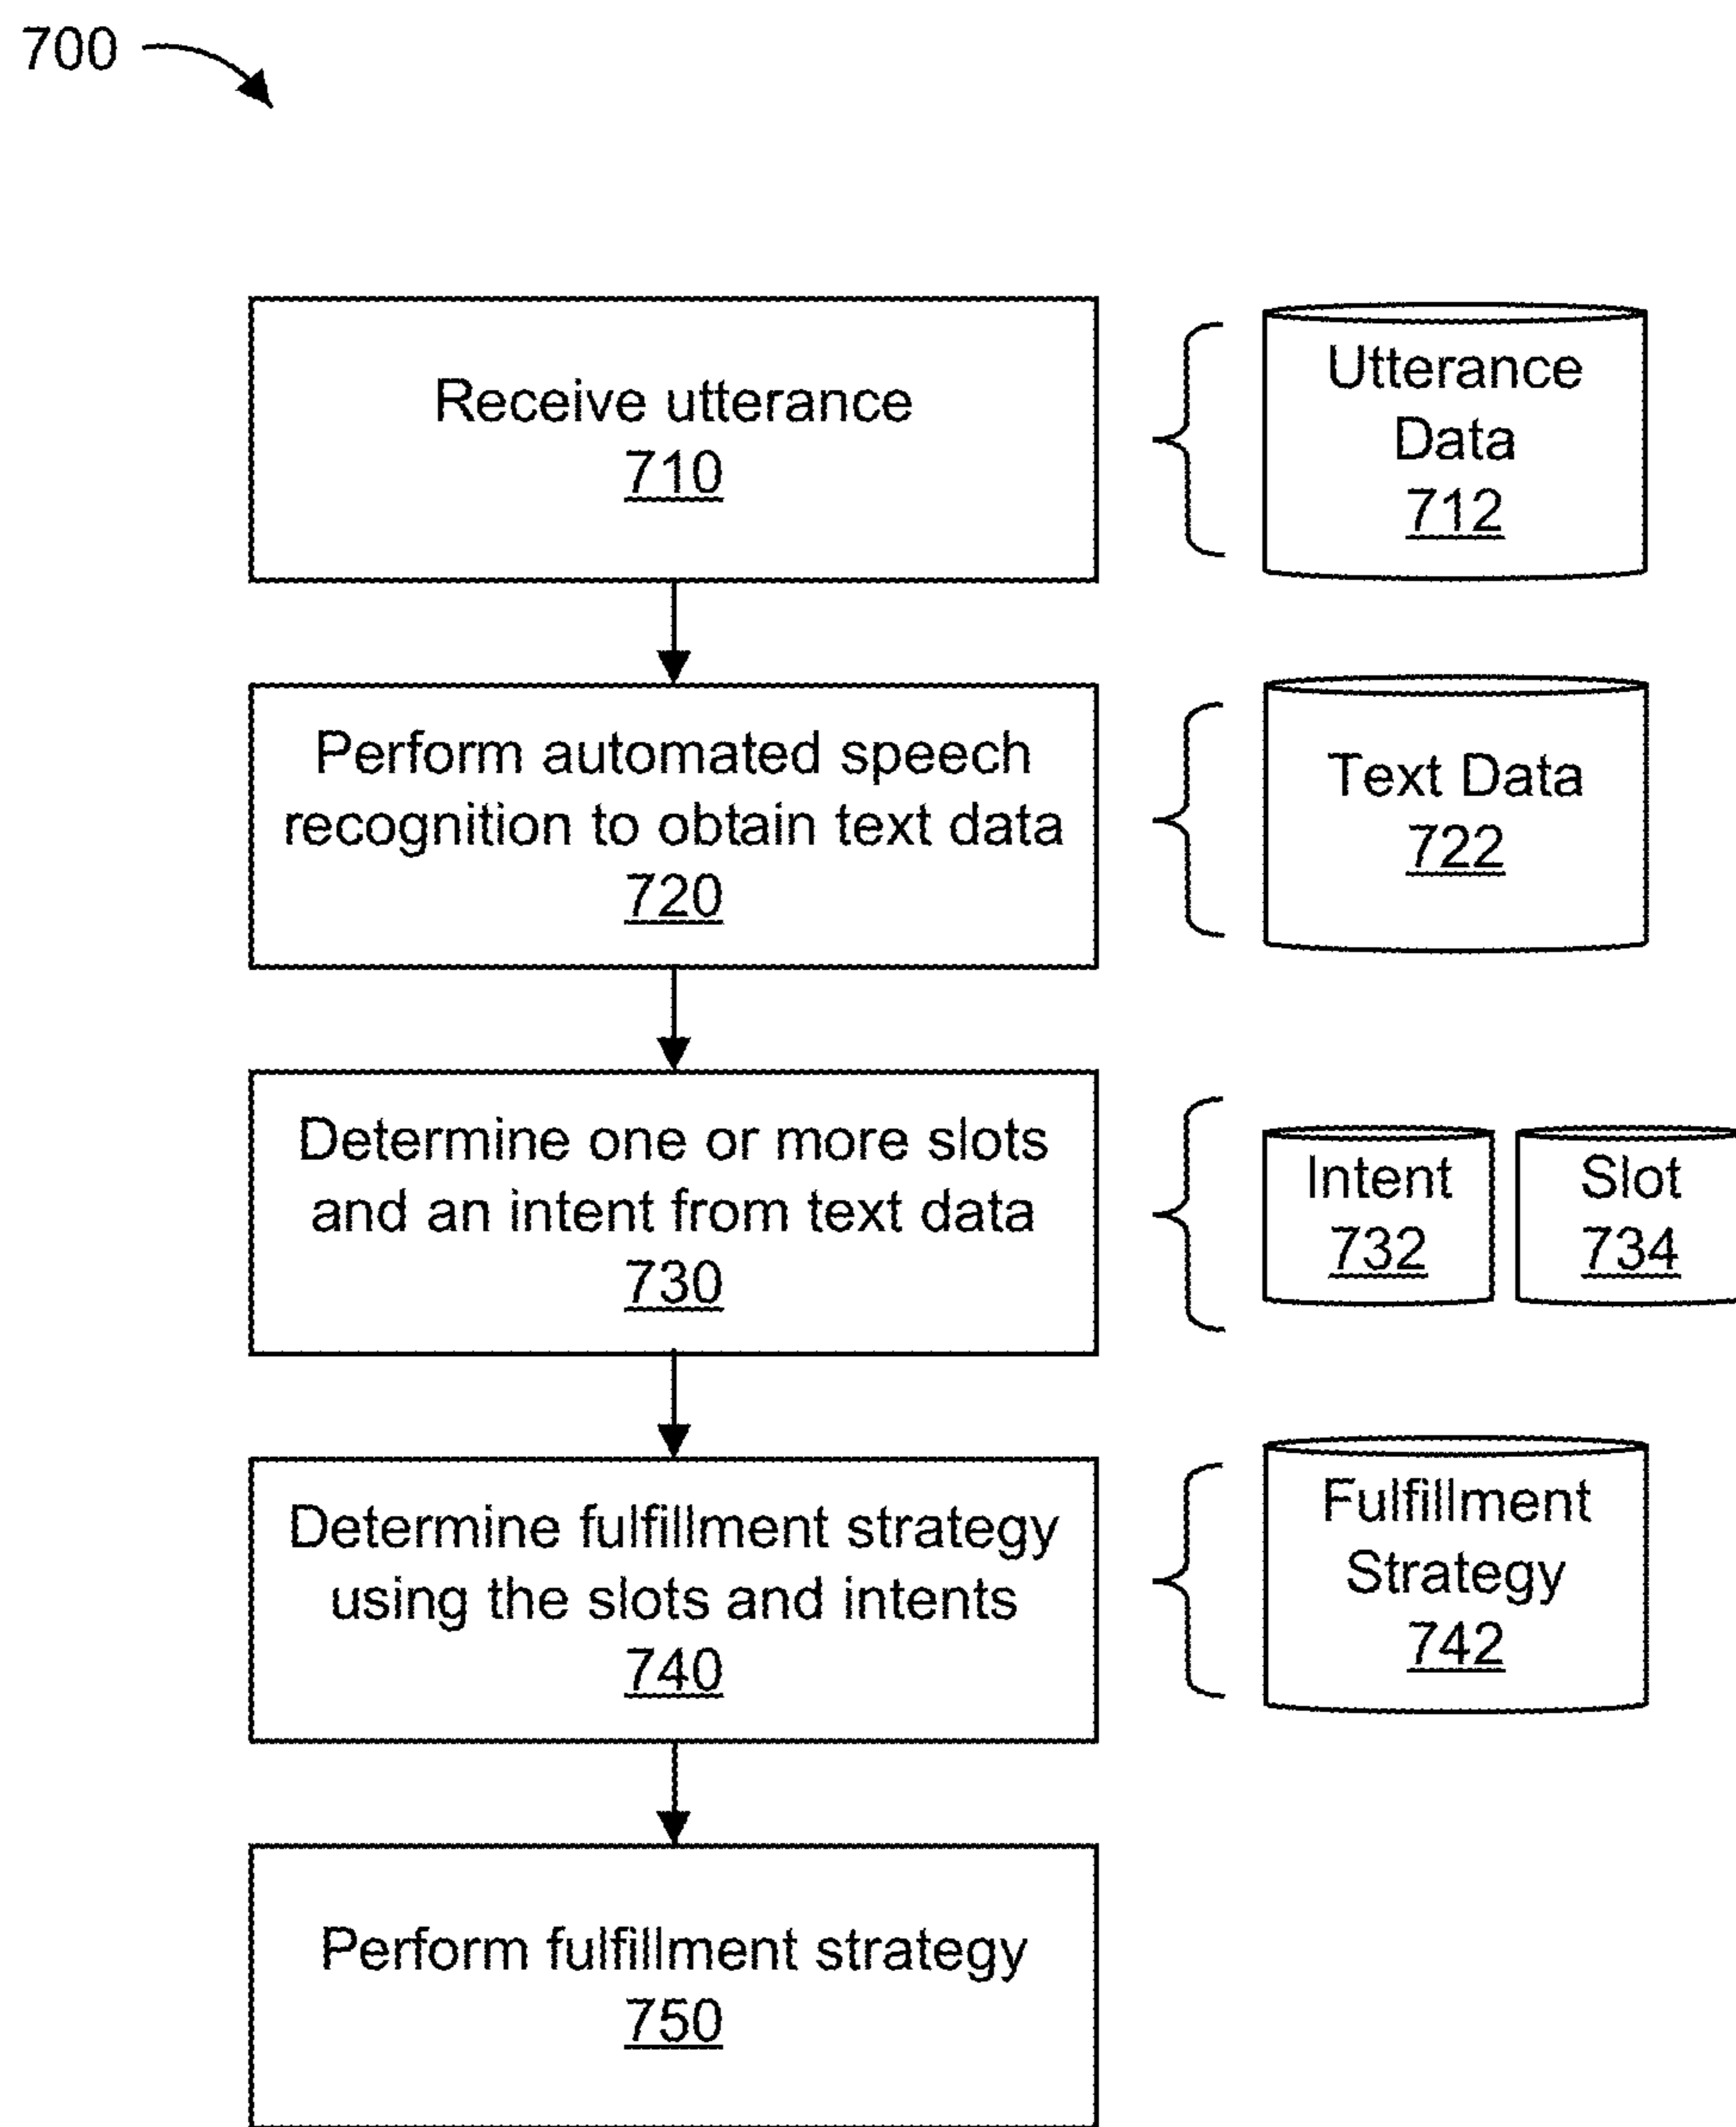 700
Receive utterance
710
Utterance
Data
712
Perform automated speech
recognition to obtain text data
720
Text Data
722
Determine one or more slots
and an intent from text data
730
Intent
732
Slot
734
Determine fulfillment strategy
using the slots and intents
740
Fulfillment
Strategy
742
Perform fulfillment strategy
750